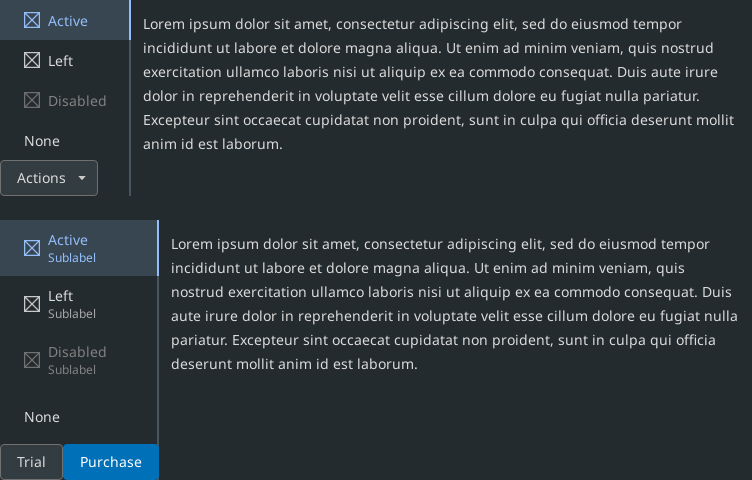 Active
Left
Disabled
None
Actions
Lorem ipsum dolor sit amet, consectetur adipiscing elit, sed do eiusmod tempor
incididunt ut labore et dolore magna aliqua. Ut enim ad minim veniam, quis nostrud
exercitation ullamco laboris nisi ut aliquip ex ea commodo consequat. Duis aute irure
dolor in reprehenderit in voluptate velit esse cillum dolore eu fugiat nulla pariatur.
Excepteur sint occaecat cupidatat non proident, sunt in culpa qui officia deserunt mollit
anim id est laborum.
Active
Sublabel
Left
Sublabel
Disabled
Sublabel
None
Trial
Purchase
Lorem ipsum dolor sit amet, consectetur adipiscing elit, sed do eiusmod tempor
incididunt ut labore et dolore magna aliqua. Ut enim ad minim veniam, quis
nostrud exercitation ullamco laboris nisi ut aliquip ex ea commodo consequat. Duis
aute irure dolor in reprehenderit in voluptate velit esse cillum dolore eu fugiat nulla
pariatur. Excepteur sint occaecat cupidatat non proident, sunt in culpa qui officia
deserunt mollit anim id est laborum.